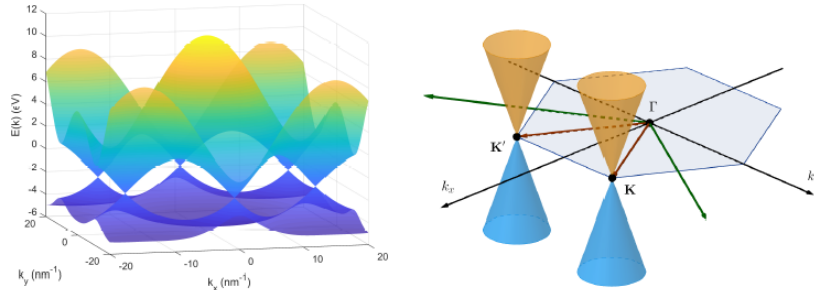 12
10
8
6
4
2
0
-2
-4
-6
E(k) (eV)
20
0
-20
k_y (nm^-1)
-20
-10
0
10
20
k_x (nm^-1)
Γ
K′
K
k_x
k